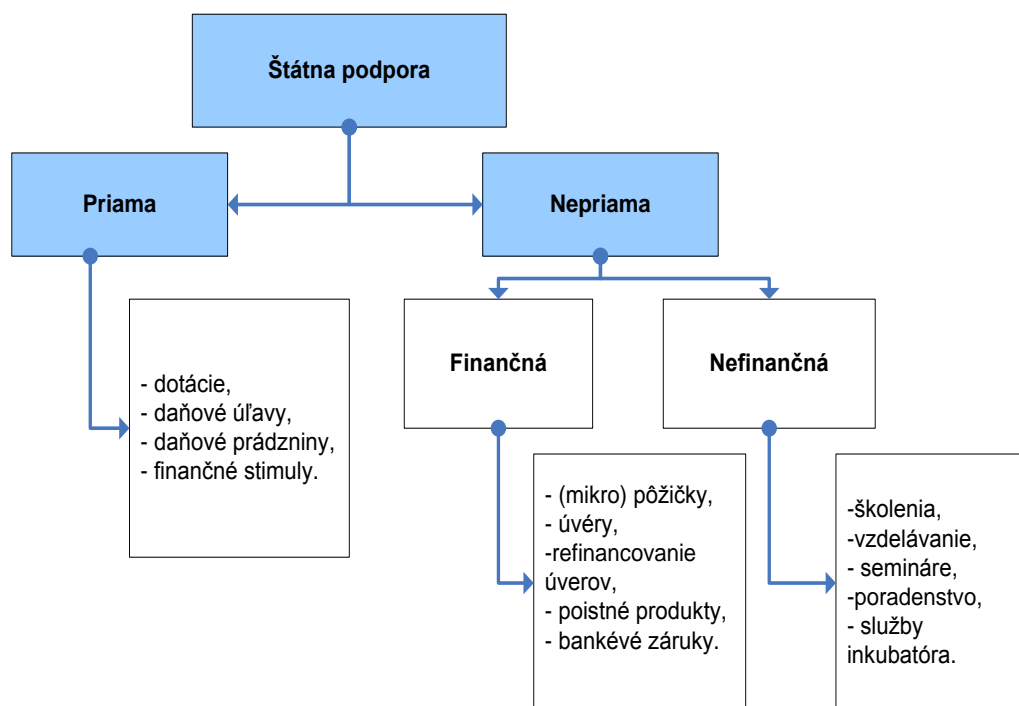 Štátna podpora
Priama
Nepriama
- dotácie,
- daňové úľavy,
- daňové prádzniny,
- finančné stimuly.
Finančná
Nefinančná
- (mikro) pôžičky,
- úvéry,
-refinancovanie
úverov,
- poistné produkty,
- bankévé záruky.
-školenia,
-vzdelávanie,
- semináre,
-poradenstvo,
- služby
inkubatóra.